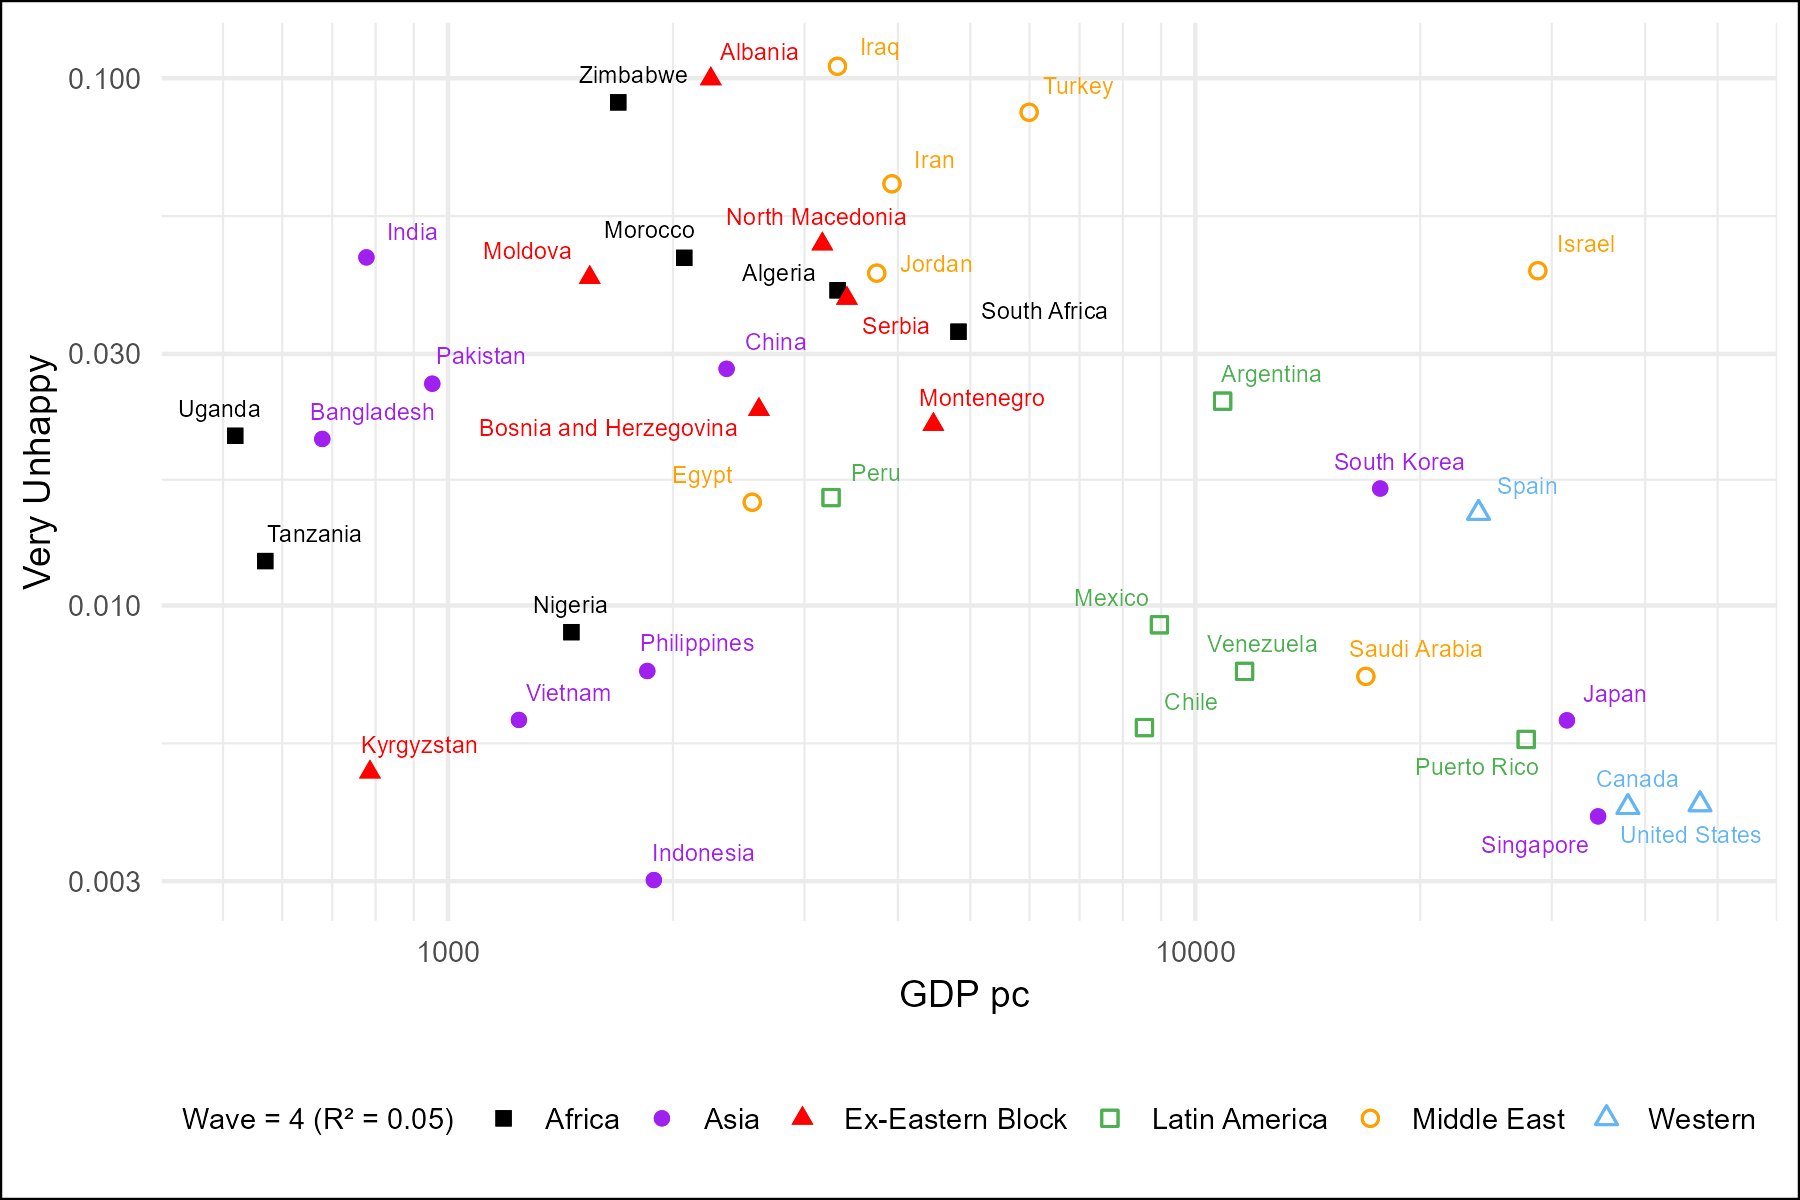 Albania
Iraq
Zimbabwe
0.100
Turkey
Iran
North Macedonia
Morocco
India
Moldova
Israel
Jordan
Algeria
South Africa
Serbia
China
0.030
Pakistan
Argentina
Montenegro
Uganda
Bangladesh
Bosnia and Herzegovina
South Korea
Peru
Egypt
Spain
Tanzania
Very Unhappy
Mexico
0.010
Nigeria
Philippines
Venezuela
Saudi Arabia
Vietnam
Japan
Chile
Kyrgyzstan
Puerto Rico
Canada
United States
Singapore
Indonesia
0.003
1000
10000
GDP pc
Wave = 4 (R² = 0.05)
Africa
Asia
Ex-Eastern Block
Latin America
Middle East
Western